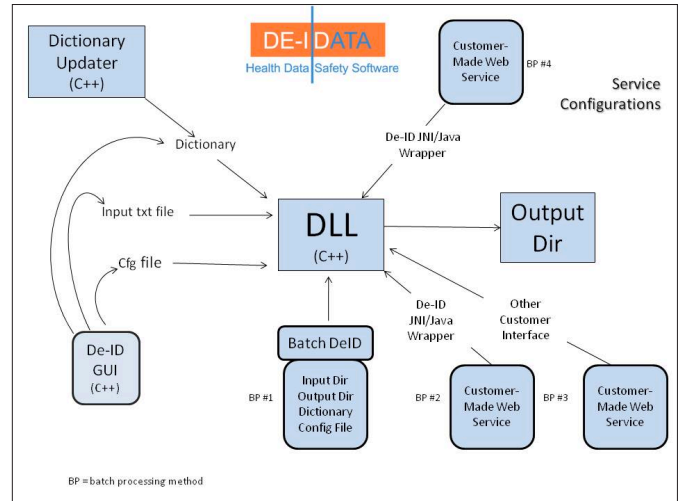 Dictionary
Updater
(C++)
DE-IDATA
Health Data Safety Software
Customer-
Made Web
Service
BP #4
Service
Configurations
De-ID JNI/Java
Wrapper
Dictionary
Input txt file
Cfg file
DLL
(C++)
Output
Dir
De-ID
GUI
(C++)
De-ID
JNI/Java
Wrapper
Other
Customer
Interface
Batch DeID
BP #1
Input Dir
Output Dir
Dictionary
Config File
BP #2
Customer-
Made Web
Service
BP #3
Customer-
Made Web
Service
BP = batch processing method